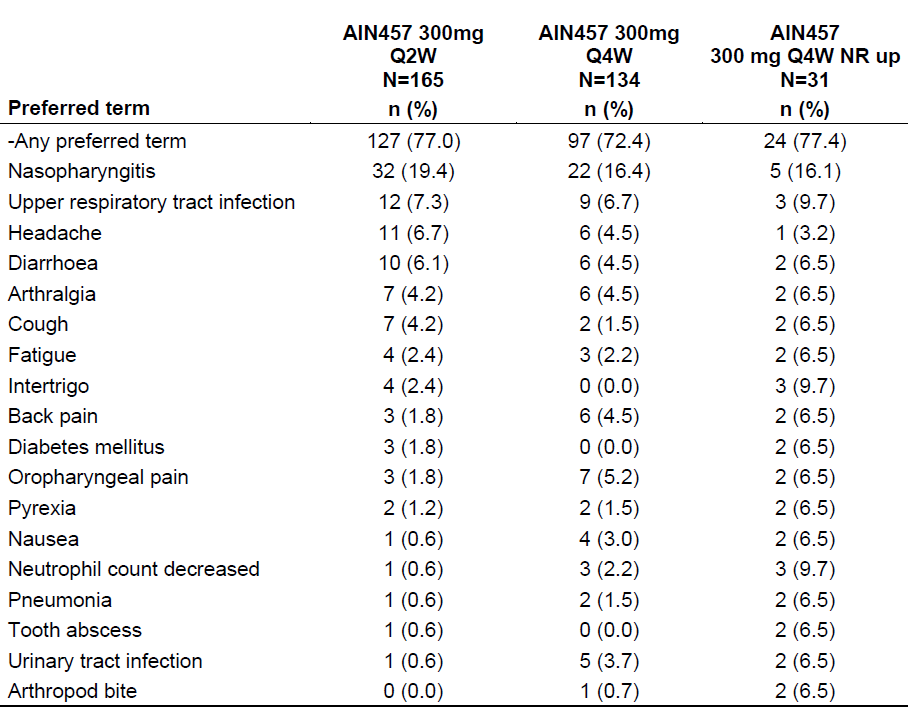 AIN457 300mg AIN457 300mg AIN457
Q2W Q4W 300 mg Q4W NR up
N=165 N=134 N=31
Preferred term n (%) n (%) n (%)
-Any preferred term 127 (77.0) 97 (72.4) 24 (77.4)
Nasopharyngitis 32 (19.4) 22 (16.4) 5 (16.1)
Upper respiratory tract infection 12 (7.3) 9 (6.7) 3 (9.7)
Headache 11 (6.7) 6 (4.5) 1 (3.2)
Diarrhoea 10 (6.1) 6 (4.5) 2 (6.5)
Arthralgia 7 (4.2) 6 (4.5) 2 (6.5)
Cough 7 (4.2) 2 (1.5) 2 (6.5)
Fatigue 4 (2.4) 3 (2.2) 2 (6.5)
Intertrigo 4 (2.4) 0 (0.0) 3 (9.7)
Back pain 3 (1.8) 6 (4.5) 2 (6.5)
Diabetes mellitus 3 (1.8) 0 (0.0) 2 (6.5)
Oropharyngeal pain 3 (1.8) 7 (5.2) 2 (6.5)
Pyrexia 2 (1.2) 2 (1.5) 2 (6.5)
Nausea 1 (0.6) 4 (3.0) 2 (6.5)
Neutrophil count decreased 1 (0.6) 3 (2.2) 3 (9.7)
Pneumonia 1 (0.6) 2 (1.5) 2 (6.5)
Tooth abscess 1 (0.6) 0 (0.0) 2 (6.5)
Urinary tract infection 1 (0.6) 5 (3.7) 2 (6.5)
Arthropod bite 0 (0.0) 1 (0.7) 2 (6.5)